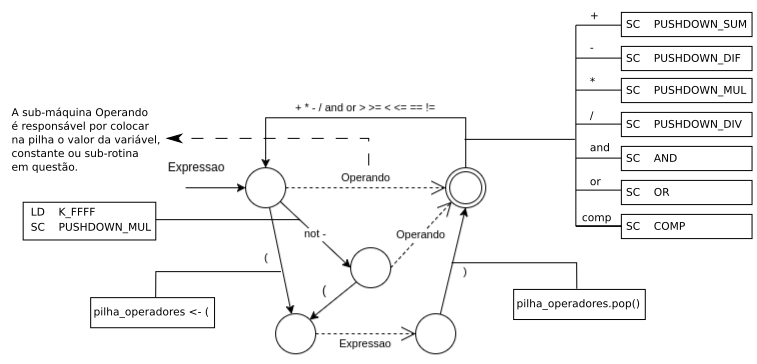 +
SC PUSHDOWN_SUM
-
SC PUSHDOWN_DIF
*
SC PUSHDOWN_MUL
/
SC PUSHDOWN_DIV
and
SC AND
or
SC OR
comp
SC COMP
+ * - / and or > >= < <= == !=
A sub-máquina Operando
é responsável por colocar
na pilha o valor da variável,
constante ou sub-rotina
em questão.
Expressao
Operando
LD K_FFFF
SC PUSHDOWN_MUL
not -
Operando
(
)
(
pilha_operadores <- (
pilha_operadores.pop()
Expressao